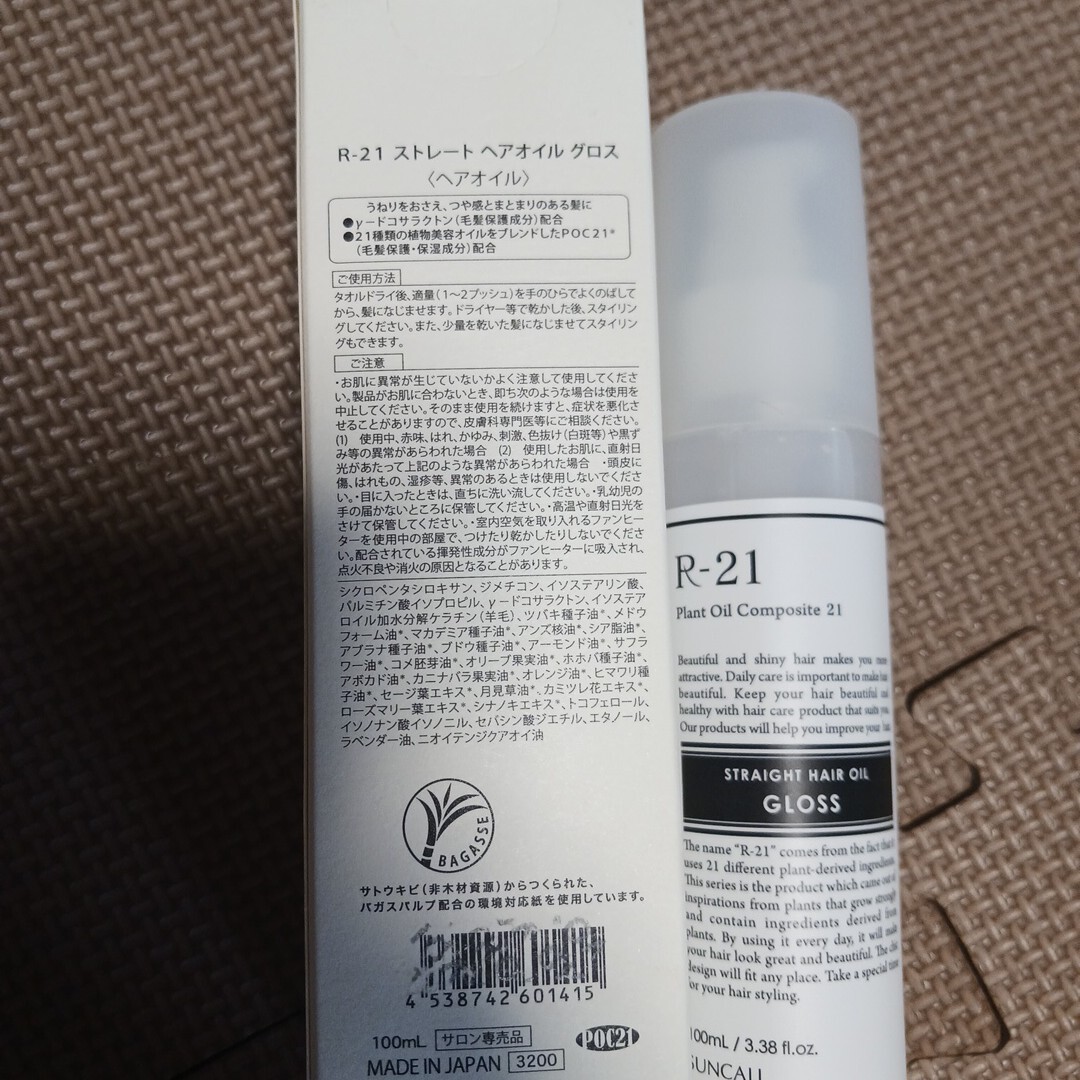 R-21 ストレート ヘアオイル グロス
〈ヘアオイル〉
うねりをおさえ、つや感とまとまりのある髪に
●γ−ドコサラクトン(毛髪保護成分)配合
●21種類の植物美容オイルをブレンドしたPOC21*
(毛髪保護・保湿成分)配合
ご使用方法
タオルドライ後、適量(1〜2プッシュ)を手のひらでよくのばして
から、髪になじませます。ドライヤー等で乾かした後、スタイリン
グしてください。また、少量を乾いた髪になじませてスタイリン
グもできます。
ご注意
・お肌に異常が生じていないかよく注意して使用してくださ
い。製品がお肌に合わないとき、即ち次のような場合は使用を
中止してください。そのまま使用を続けますと、症状を悪化さ
せることがありますので、皮膚科専門医等にご相談ください。
(1) 使用中、赤味、はれ、かゆみ、刺激、色抜け(白斑等)や黒ず
み等の異常があらわれた場合 (2) 使用したお肌に、直射日
光があたって上記のような異常があらわれた場合 ・頭皮に
傷、はれもの、湿疹等、異常のあるときは使用しないでくださ
い。・目に入ったときは、直ちに洗い流してください。・乳幼児の
手の届かないところに保管してください。・高温や直射日光を
さけて保管してください。・室内空気を取り入れるファンヒー
ターを使用中の部屋で、つけたり乾かしたりしないでくださ
い。配合されている揮発性成分がファンヒーターに吸入され、
点火不良や消火の原因となることがあります。
シクロペンタシロキサン、ジメチコン、イソステアリン酸、
パルミチン酸イソプロピル、γ−ドコサラクトン、イソステア
ロイル加水分解ケラチン(羊毛)、ツバキ種子油*、メドウ
フォーム油*、マカデミア種子油*、アンズ核油*、シア脂油*、
アブラナ種子油*、ブドウ種子油*、アーモンド油*、サフラ
ワー油*、コメ胚芽油*、オリーブ果実油*、ホホバ種子油*、
アボカド油*、カニナバラ果実油*、オレンジ油*、ヒマワリ種
子油*、セージ葉エキス*、月見草油*、カミツレ花エキス*、
ローズマリー葉エキス*、シナノキエキス*、トコフェロール、
イソノナン酸イソノニル、セバシン酸ジエチル、エタノール、
ラベンダー油、ニオイテンジクアオイ油
BAGASSE
サトウキビ(非木材資源)からつくられた、
バガスパルプ配合の環境対応紙を使用しています。
4 538742 601415
100mL サロン専売品 POC21
MADE IN JAPAN 3200
R-21
Plant Oil Composite 21
Beautiful and shiny hair makes you more
attractive. Daily care is important to make hair
beautiful. Keep your hair beautiful and
healthy with hair care product that suits you.
Our products will help you improve your hair
STRAIGHT HAIR OIL
GLOSS
The name “R-21” comes from the fact that it
uses 21 different plant-derived ingredients.
This series is the product which came out of
inspirations from plants that grow strongly
and contain ingredients derived from
plants. By using it every day, it will make
your hair look great and beautiful. The chic
design will fit any place. Take a special time
for your hair styling.
100mL / 3.38 fl.oz.
SUNCALL